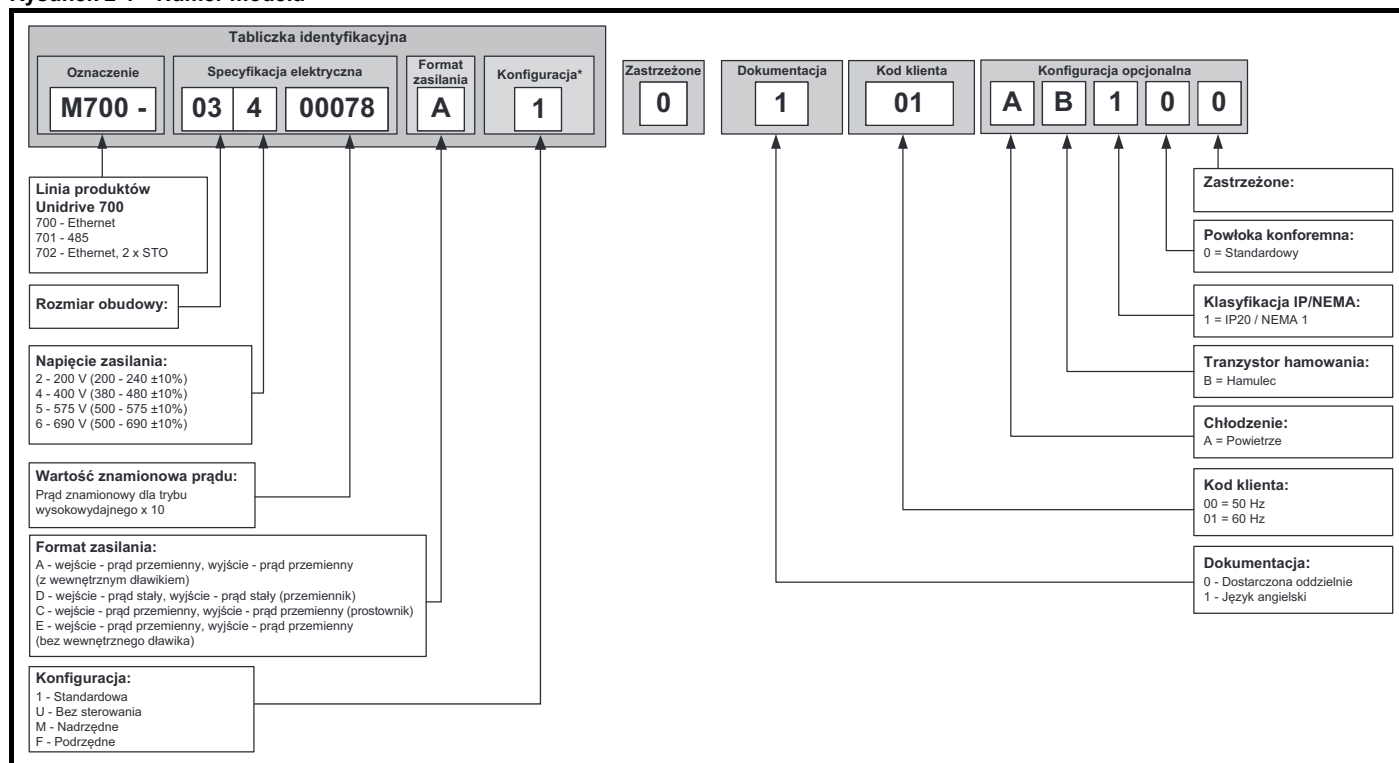 Tabliczka identyfikacyjna
Oznaczenie
Specyfikacja elektryczna
Format
zasilania
Konfiguracja*
Zastrzeżone
Dokumentacja
Kod klienta
Konfiguracja opcjonalna
M700 -
03
4
00078
A
1
0
1
01
A
B
1
0
0
Linia produktów
Unidrive 700
700 - Ethernet
701 - 485
702 - Ethernet, 2 x STO
Rozmiar obudowy:
Napięcie zasilania:
2 - 200 V (200 - 240 ±10%)
4 - 400 V (380 - 480 ±10%)
5 - 575 V (500 - 575 ±10%)
6 - 690 V (500 - 690 ±10%)
Wartość znamionowa prądu:
Prąd znamionowy dla trybu
wysokowydajnego x 10
Format zasilania:
A - wejście - prąd przemienny, wyjście - prąd przemienny
(z wewnętrznym dławikiem)
D - wejście - prąd stały, wyjście - prąd stały (przemiennik)
C - wejście - prąd przemienny, wyjście - prąd przemienny (prostownik)
E - wejście - prąd przemienny, wyjście - prąd przemienny
(bez wewnętrznego dławika)
Konfiguracja:
1 - Standardowa
U - Bez sterowania
M - Nadrzędne
F - Podrzędne
Zastrzeżone:
Powłoka konforemna:
0 = Standardowy
Klasyfikacja IP/NEMA:
1 = IP20 / NEMA 1
Tranzystor hamowania:
B = Hamulec
Chłodzenie:
A = Powietrze
Kod klienta:
00 = 50 Hz
01 = 60 Hz
Dokumentacja:
0 - Dostarczona oddzielnie
1 - Język angielski